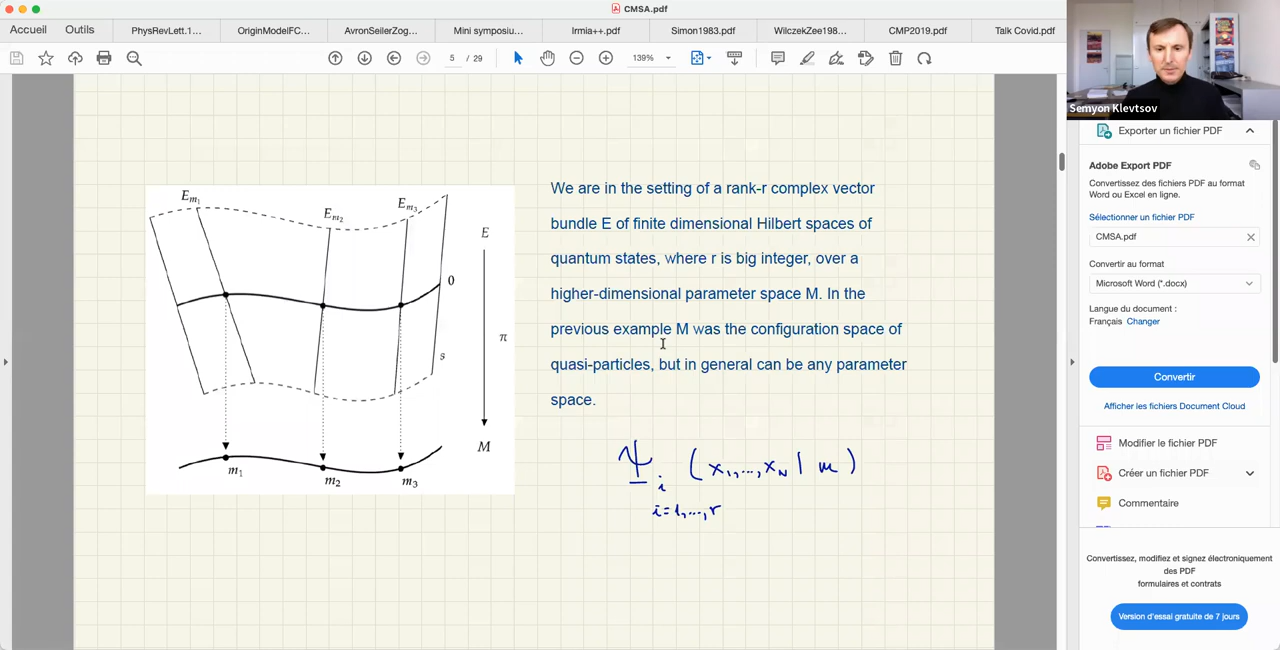 CMSA.pdf
Accueil
Outils
PhysRevLett.1...
OriginModelFC...
AvronSeilerZog...
Mini symposiu...
Irmia++.pdf
Simon1983.pdf
WilczekZee198...
CMP2019.pdf
Talk Covid.pdf
5 / 29
139%
Semyon Klevtsov
Exporter un fichier PDF
Adobe Export PDF
Convertissez des fichiers PDF au format
Word ou Excel en ligne.
Sélectionner un fichier PDF
CMSA.pdf
Convertir au format
Microsoft Word (*.docx)
Langue du document :
Français Changer
Convertir
Afficher les fichiers Document Cloud
Modifier le fichier PDF
Créer un fichier PDF
Commentaire
Convertissez, modifiez et signez électroniquement
des PDF
formulaires et contrats
Version d'essai gratuite de 7 jours
E_{m_1}
E_{m_2}
E_{m_3}
E
0
π
s
M
m_1
m_2
m_3
We are in the setting of a rank-r complex vector
bundle E of finite dimensional Hilbert spaces of
quantum states, where r is big integer, over a
higher-dimensional parameter space M. In the
previous example M was the configuration space of
quasi-particles, but in general can be any parameter
space.
Ψ_i (x_1,...,x_N | m)
i=1,...,r